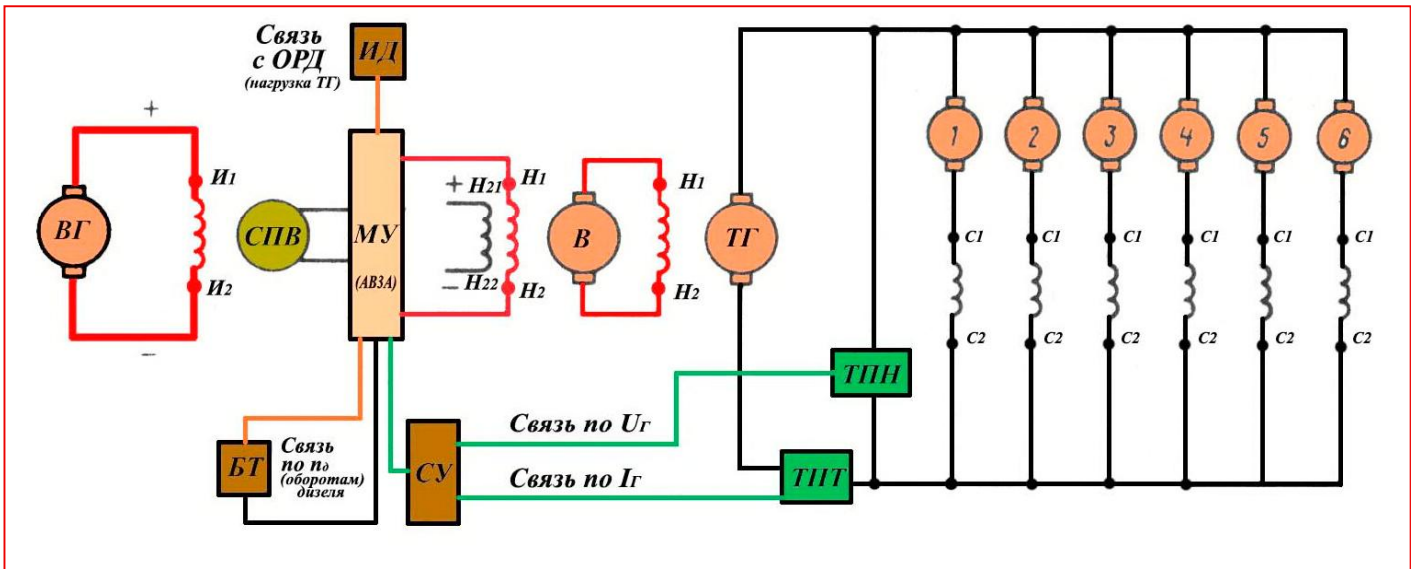 Связь
с ОРД
(нагрузка ТГ)
ИД
+
И1
И2
ВГ
–
СПВ
МУ
(АВЗА)
+
Н21
Н22
–
Н1
Н2
В
Н1
Н2
ТГ
1
2
3
4
5
6
С1
С1
С1
С1
С1
С1
С2
С2
С2
С2
С2
С2
ТПН
Связь по Uг
БТ
Связь
по nд
(оборотам)
дизеля
СУ
Связь по Iг
ТПТ